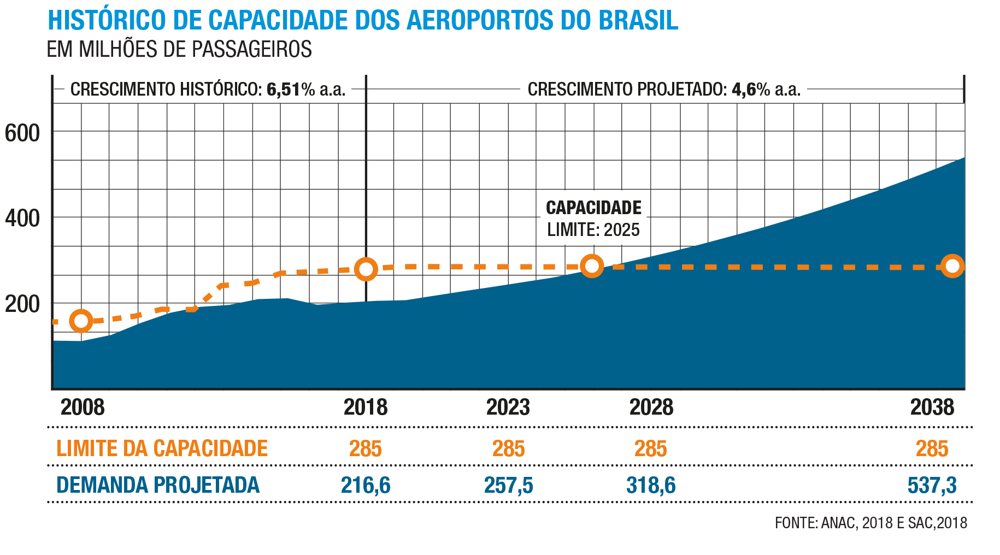 HISTÓRICO DE CAPACIDADE DOS AEROPORTOS DO BRASIL
EM MILHÕES DE PASSAGEIROS
CRESCIMENTO HISTÓRICO: 6,51% a.a.
CRESCIMENTO PROJETADO: 4,6% a.a.
600
400
200
CAPACIDADE
LIMITE: 2025
2008 2018 2023 2028 2038
LIMITE DA CAPACIDADE 285 285 285 285
DEMANDA PROJETADA 216,6 257,5 318,6 537,3
FONTE: ANAC, 2018 E SAC,2018